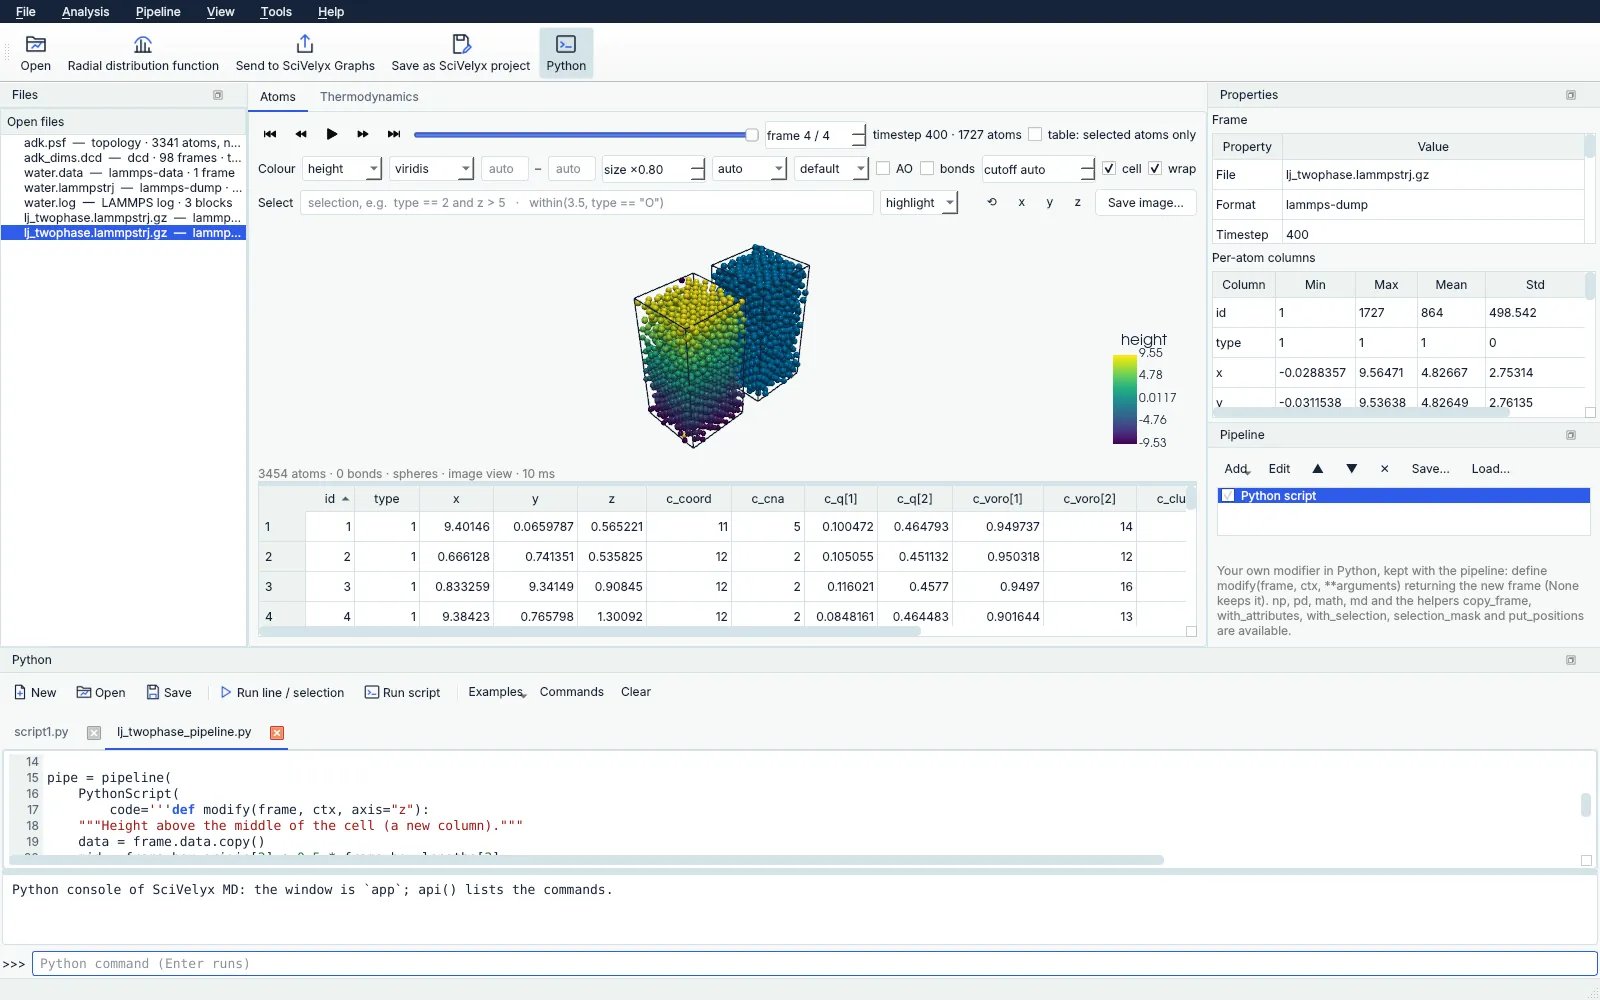 File Analysis Pipeline View Tools Help
Open Radial distribution function Send to SciVelyx Graphs Save as SciVelyx project Python
Files
Open files
adk.psf — topology · 3341 atoms, n...
adk_dims.dcd — dcd · 98 frames · t...
water.data — lammps-data · 1 frame
water.lammpstrj — lammps-dump · ...
water.log — LAMMPS log · 3 blocks
lj_twophase.lammpstrj.gz — lammp...
lj_twophase.lammpstrj.gz — lammp...
Atoms Thermodynamics
frame 4 / 4 timestep 400 · 1727 atoms table: selected atoms only
Colour height viridis auto – auto size ×0.80 auto default AO bonds cutoff auto cell wrap
Select selection, e.g. type == 2 and z > 5 · within(3.5, type == "O") highlight ⟲ x y z Save image...
height
9.55
4.78
0.0117
-4.76
-9.53
3454 atoms · 0 bonds · spheres · image view · 10 ms
id type x y z c_coord c_cna c_q[1] c_q[2] c_voro[1] c_voro[2] c_clu
1 1 1 9.40146 0.0659787 0.565221 11 5 0.100472 0.464793 0.949737 14
2 2 1 0.666128 0.741351 0.535825 12 2 0.105055 0.451132 0.950318 12
3 3 1 0.833259 9.34149 0.90845 12 2 0.116021 0.4577 0.9497 16
4 4 1 9.38423 0.765798 1.30092 12 2 0.0848161 0.464483 0.901644 13
Properties
Frame
Property Value
File lj_twophase.lammpstrj.gz
Format lammps-dump
Timestep 400
Per-atom columns
Column Min Max Mean Std
id 1 1727 864 498.542
type 1 1 1 0
x -0.0288357 9.56471 4.82667 2.75314
y -0.0311538 9.53638 4.82649 2.76135
Pipeline
Add Edit ▲ ▼ × Save... Load...
Python script
Your own modifier in Python, kept with the pipeline: define
modify(frame, ctx, **arguments) returning the new frame (None
keeps it). np, pd, math, md and the helpers copy_frame,
with_attributes, with_selection, selection_mask and put_positions
are available.
Python
New Open Save Run line / selection Run script Examples Commands Clear
script1.py lj_twophase_pipeline.py
14
15 pipe = pipeline(
16 PythonScript(
17 code='''def modify(frame, ctx, axis="z"):
18 """Height above the middle of the cell (a new column)."""
19 data = frame.data.copy()
Python console of SciVelyx MD: the window is `app`; api() lists the commands.
>>> Python command (Enter runs)